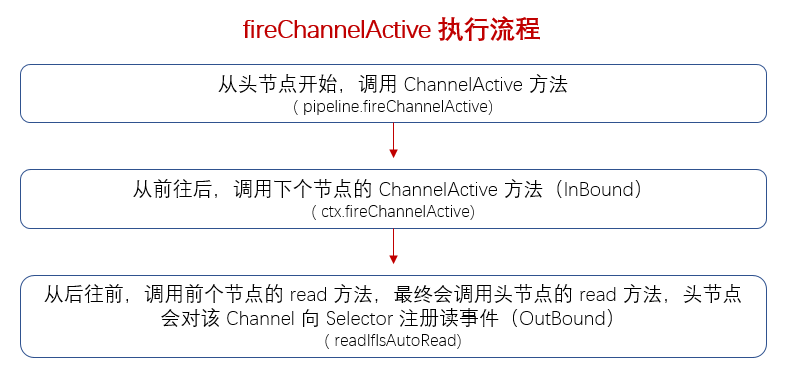 fireChannelActive 执行流程
从头节点开始，调用 ChannelActive 方法
( pipeline.fireChannelActive)
从前往后，调用下个节点的 ChannelActive 方法（InBound）
( ctx.fireChannelActive)
从后往前，调用前个节点的 read 方法，最终会调用头节点的 read 方法，头节点
会对该 Channel 向 Selector 注册读事件（OutBound）
( readIfIsAutoRead)